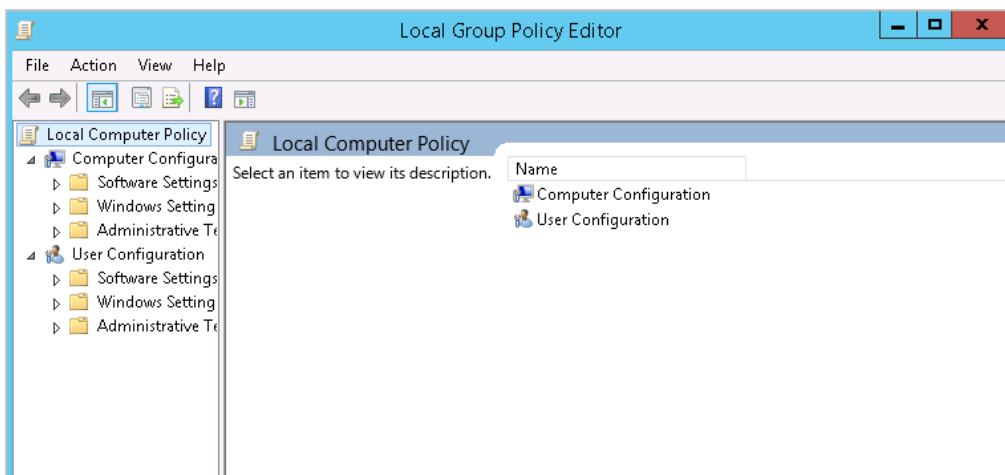 Local Group Policy Editor
File Action View Help
Local Computer Policy
Computer Configura
Software Settings
Windows Setting
Administrative Te
User Configuration
Software Settings
Windows Setting
Administrative Te
Local Computer Policy
Select an item to view its description.
Name
Computer Configuration
User Configuration